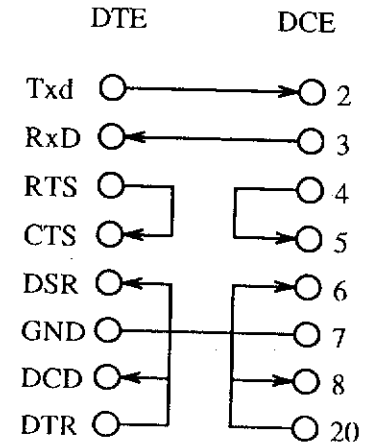 DTE DCE
Txd 2
RxD 3
RTS 4
CTS 5
DSR 6
GND 7
DCD 8
DTR 20